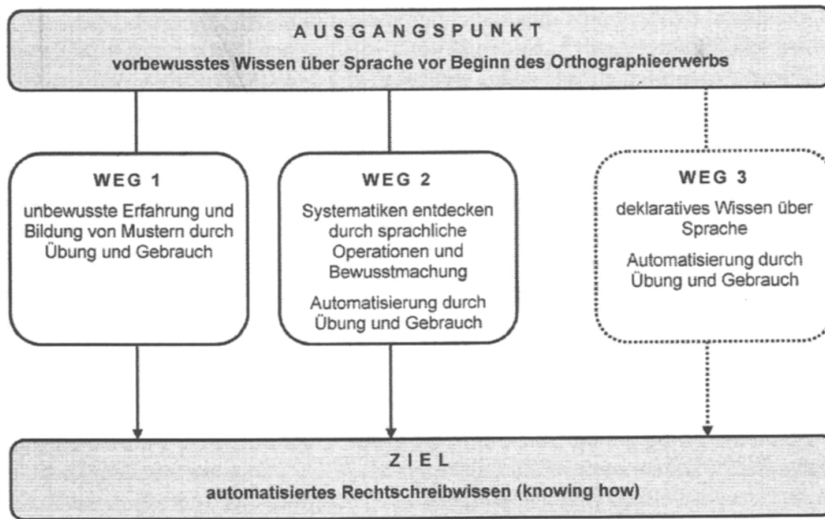 AUSGANGSPUNKT
vorbewusstes Wissen über Sprache vor Beginn des Orthographieerwerbs
WEG 1
unbewusste Erfahrung und
Bildung von Mustern durch
Übung und Gebrauch
WEG 2
Systematiken entdecken
durch sprachliche
Operationen und
Bewusstmachung
Automatisierung durch
Übung und Gebrauch
WEG 3
deklaratives Wissen über
Sprache
Automatisierung durch
Übung und Gebrauch
ZIEL
automatisiertes Rechtschreibwissen (knowing how)